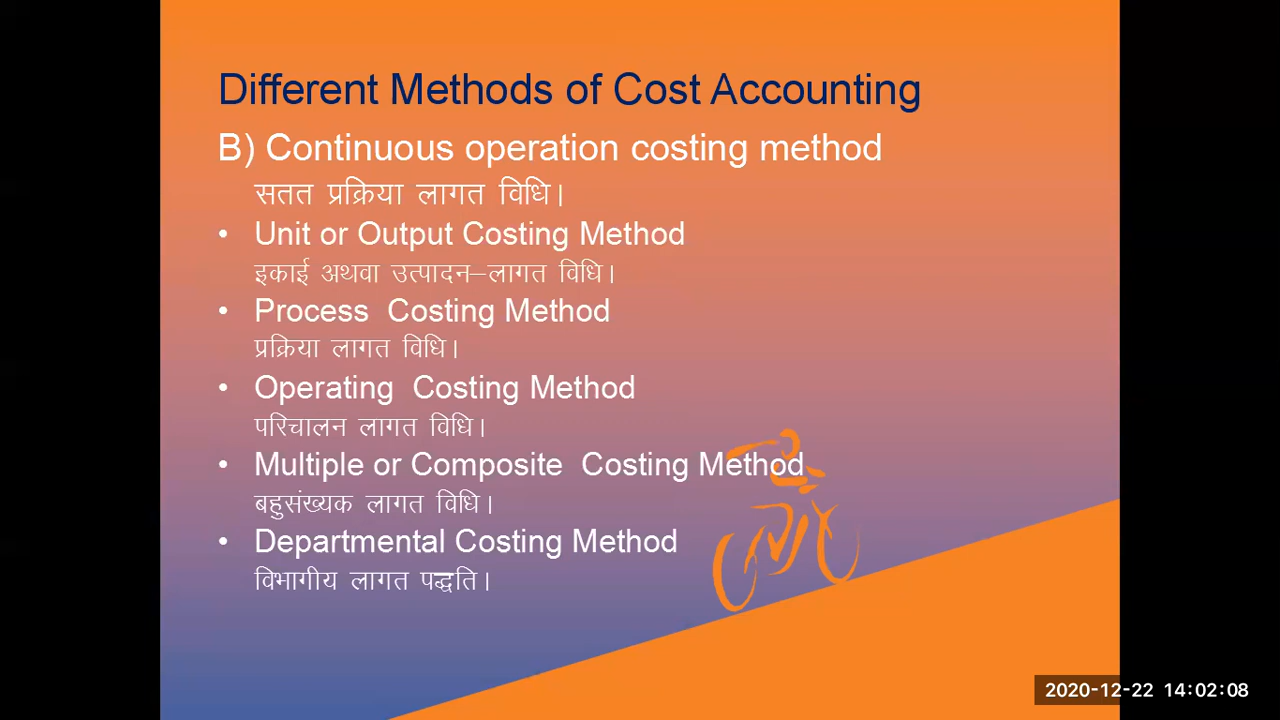 Different Methods of Cost Accounting
B) Continuous operation costing method
सतत प्रक्रिया लागत विधि।
• Unit or Output Costing Method
इकाई अथवा उत्पादन–लागत विधि।
• Process Costing Method
प्रक्रिया लागत विधि।
• Operating Costing Method
परिचालन लागत विधि।
• Multiple or Composite Costing Method
बहुसंख्यक लागत विधि।
• Departmental Costing Method
विभागीय लागत पद्धति।
2020-12-22 14:02:08